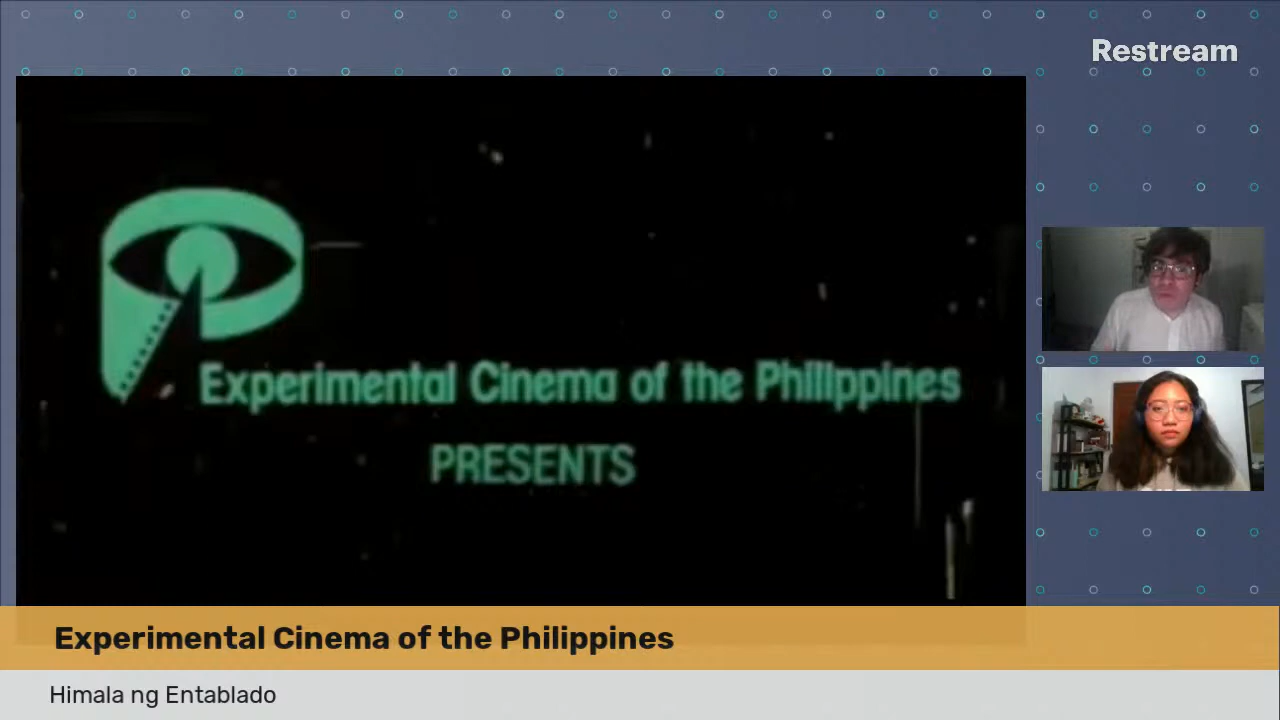 Restream
Experimental Cinema of the Philippines
PRESENTS
Experimental Cinema of the Philippines
Himala ng Entablado